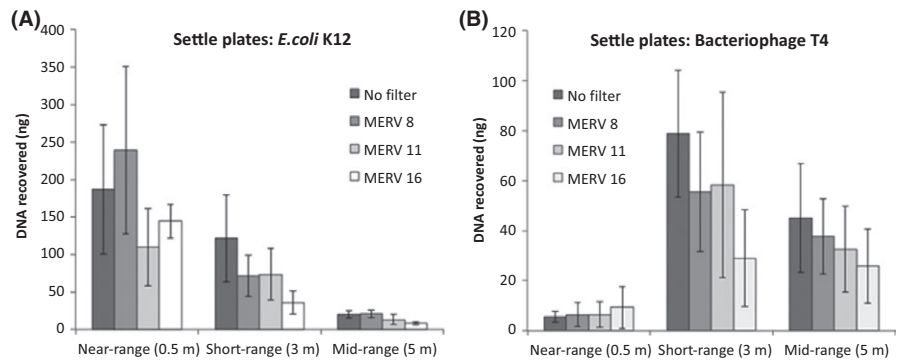 (A)
Settle plates: E.coli K12
DNA recovered (ng)
400
350
300
250
200
150
100
50
0
No filter
MERV 8
MERV 11
MERV 16
Near-range (0.5 m) Short-range (3 m) Mid-range (5 m)
(B)
Settle plates: Bacteriophage T4
DNA recovered (ng)
120
100
80
60
40
20
0
No filter
MERV 8
MERV 11
MERV 16
Near-range (0.5 m) Short-range (3 m) Mid-range (5 m)